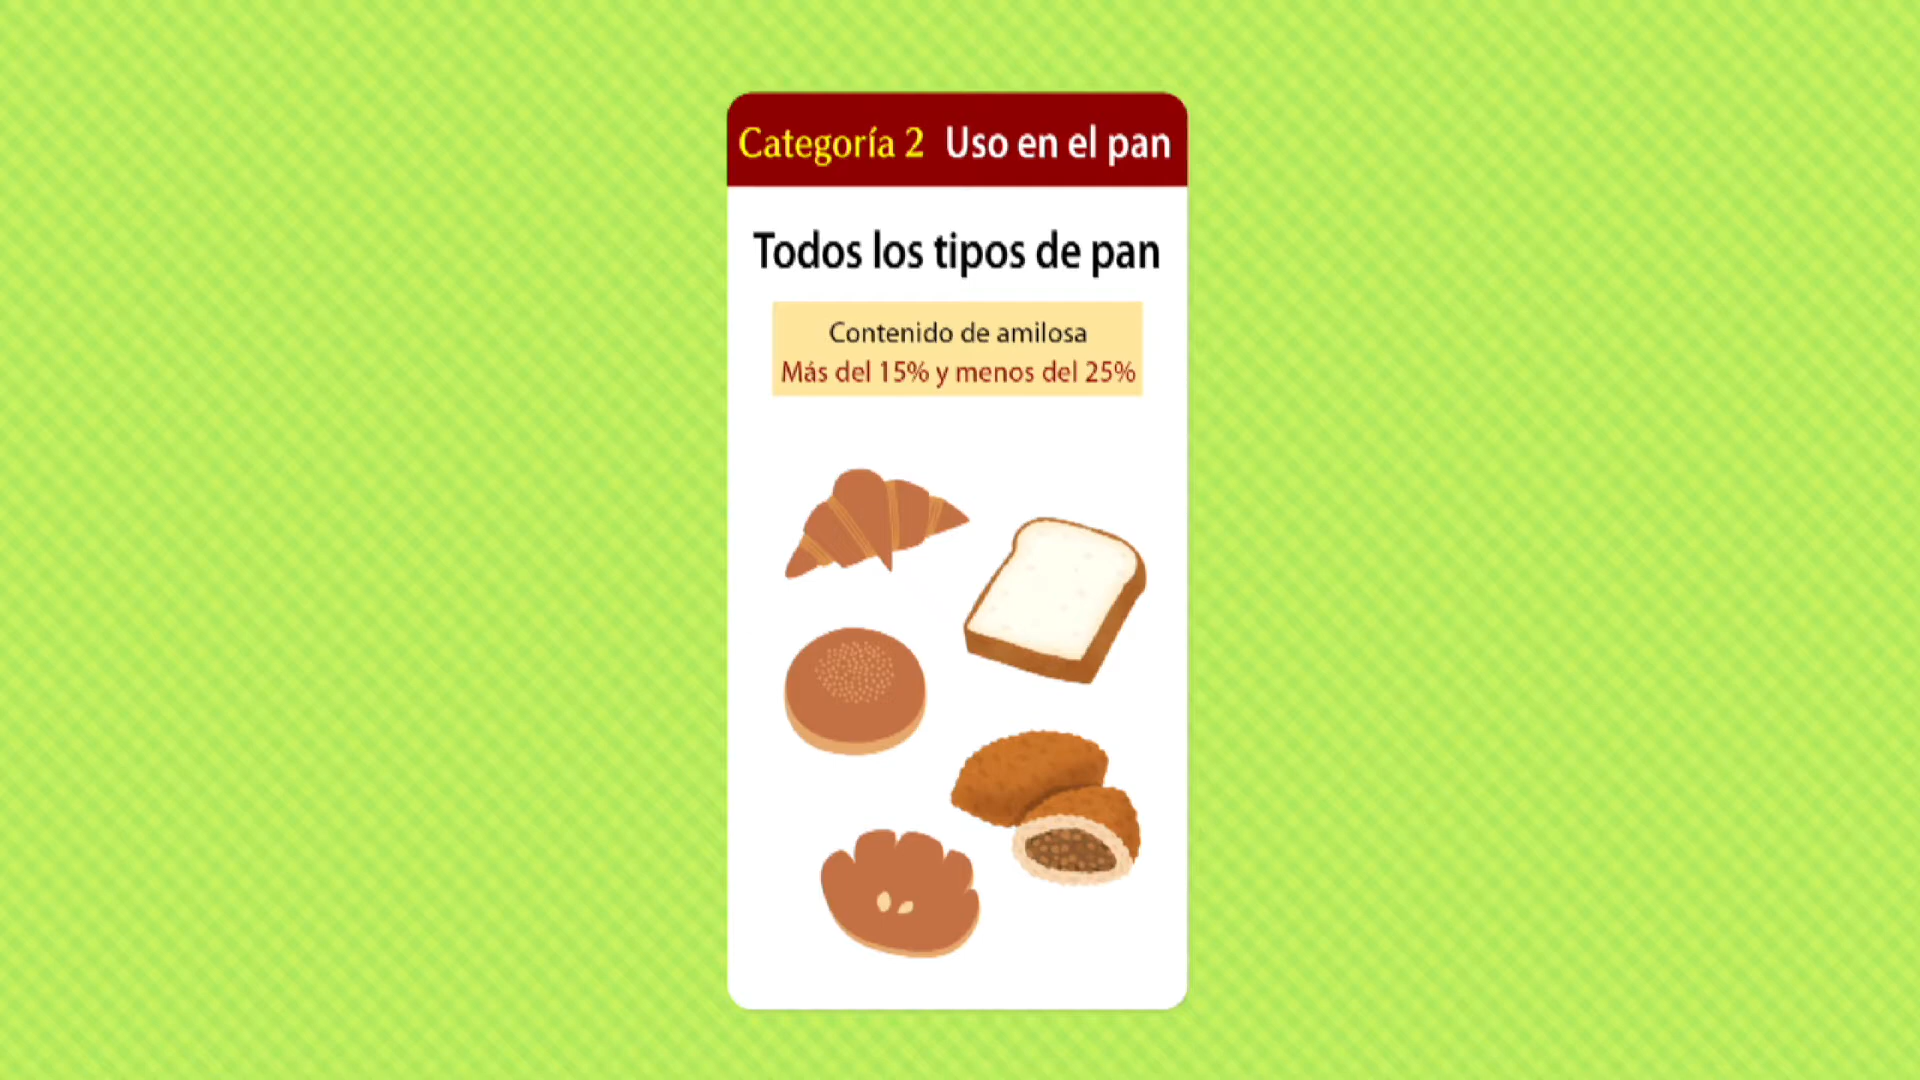 Categoría 2 Uso en el pan
Todos los tipos de pan
Contenido de amilosa
Más del 15% y menos del 25%